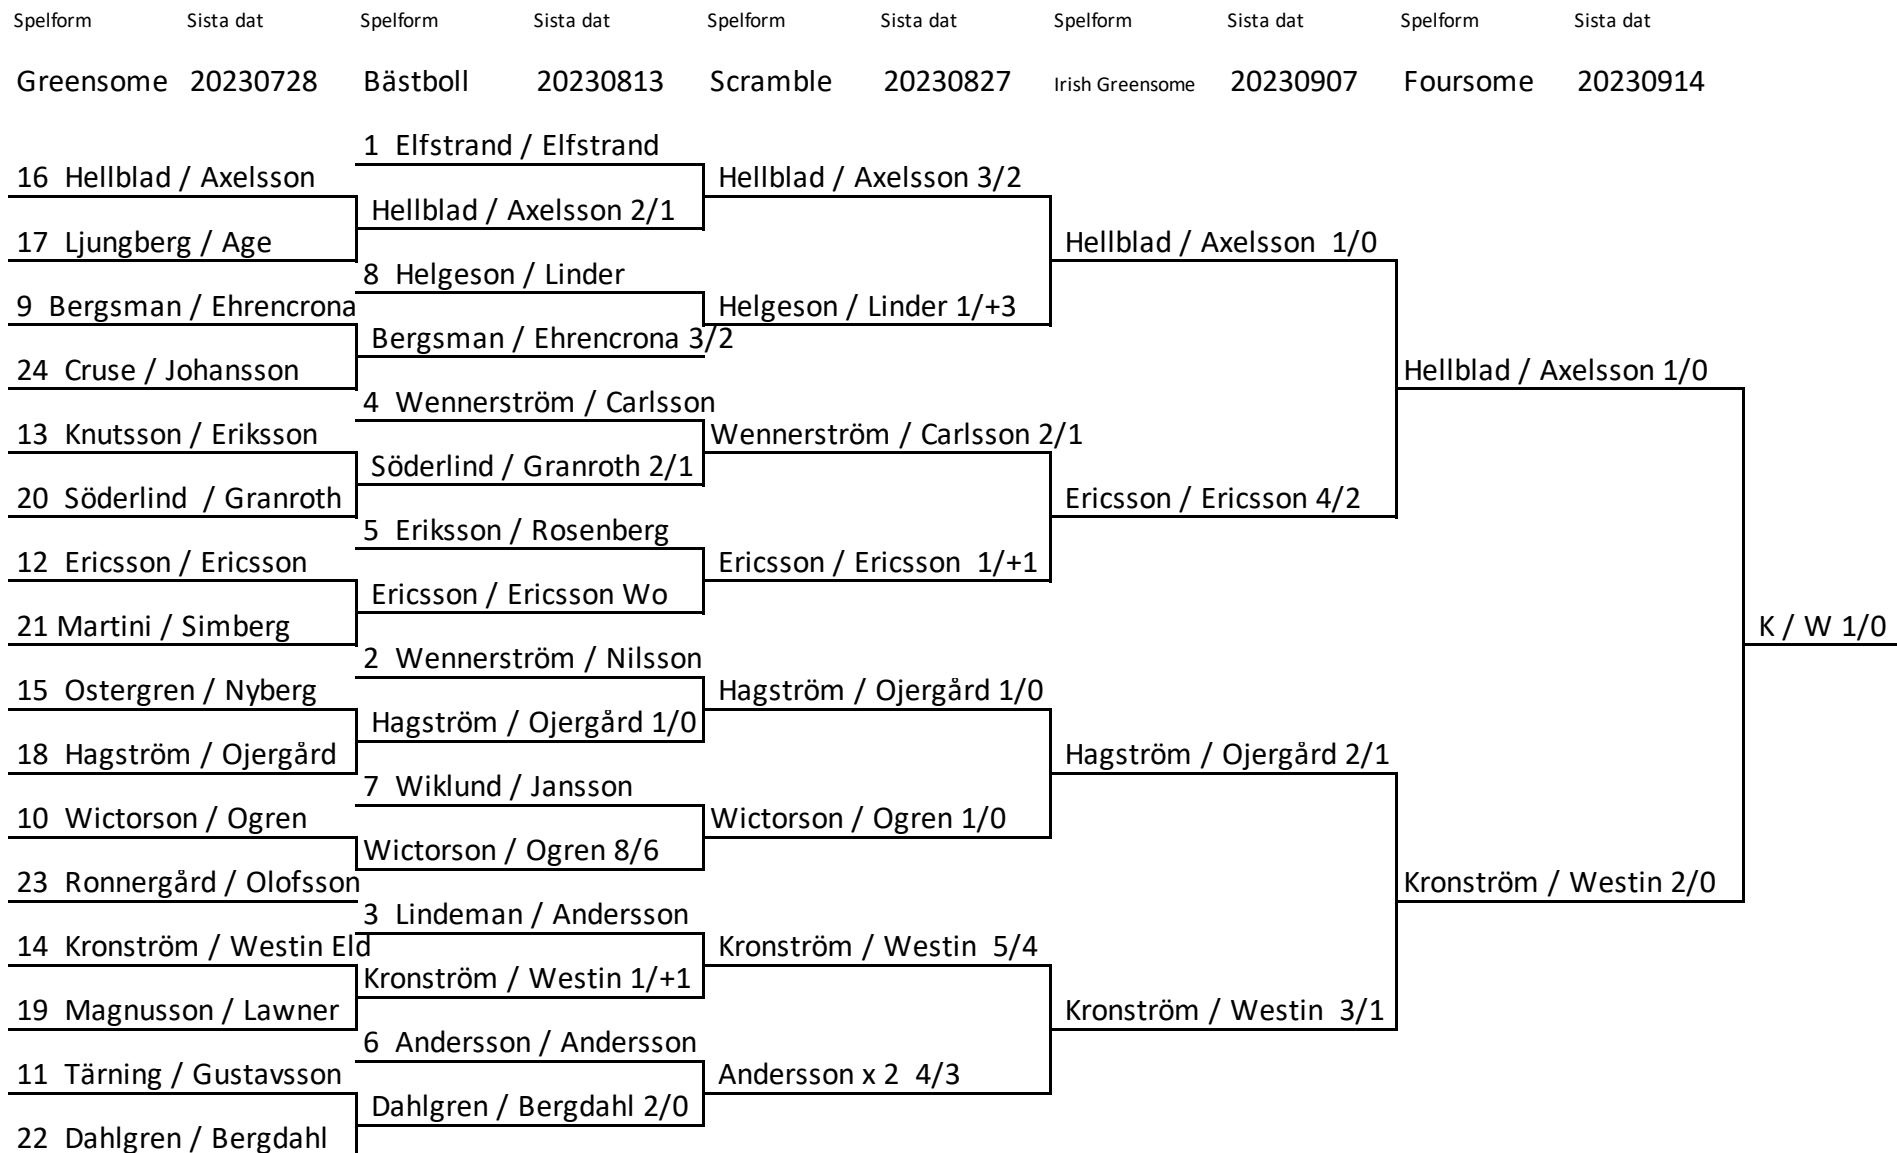 Spelform Sista dat Spelform Sista dat Spelform Sista dat Spelform Sista dat Spelform Sista dat
Greensome 20230728 Bästboll 20230813 Scramble 20230827 Irish Greensome 20230907 Foursome 20230914
1 Elfstrand / Elfstrand
16 Hellblad / Axelsson Hellblad / Axelsson 3/2
Hellblad / Axelsson 2/1
17 Ljungberg / Age Hellblad / Axelsson 1/0
8 Helgeson / Linder
9 Bergsman / Ehrencrona Helgeson / Linder 1/+3
Bergsman / Ehrencrona 3/2
24 Cruse / Johansson Hellblad / Axelsson 1/0
4 Wennerström / Carlsson
13 Knutsson / Eriksson Wennerström / Carlsson 2/1
Söderlind / Granroth 2/1
20 Söderlind / Granroth Ericsson / Ericsson 4/2
5 Eriksson / Rosenberg
12 Ericsson / Ericsson Ericsson / Ericsson 1/+1
Ericsson / Ericsson Wo
21 Martini / Simberg K / W 1/0
2 Wennerström / Nilsson
15 Ostergren / Nyberg Hagström / Ojergård 1/0
Hagström / Ojergård 1/0
18 Hagström / Ojergård Hagström / Ojergård 2/1
7 Wiklund / Jansson
10 Wictorson / Ogren Wictorson / Ogren 1/0
Wictorson / Ogren 8/6
23 Ronnergård / Olofsson Kronström / Westin 2/0
3 Lindeman / Andersson
14 Kronström / Westin Eld Kronström / Westin 5/4
Kronström / Westin 1/+1
19 Magnusson / Lawner Kronström / Westin 3/1
6 Andersson / Andersson
11 Tärning / Gustavsson Andersson x 2 4/3
Dahlgren / Bergdahl 2/0
22 Dahlgren / Bergdahl